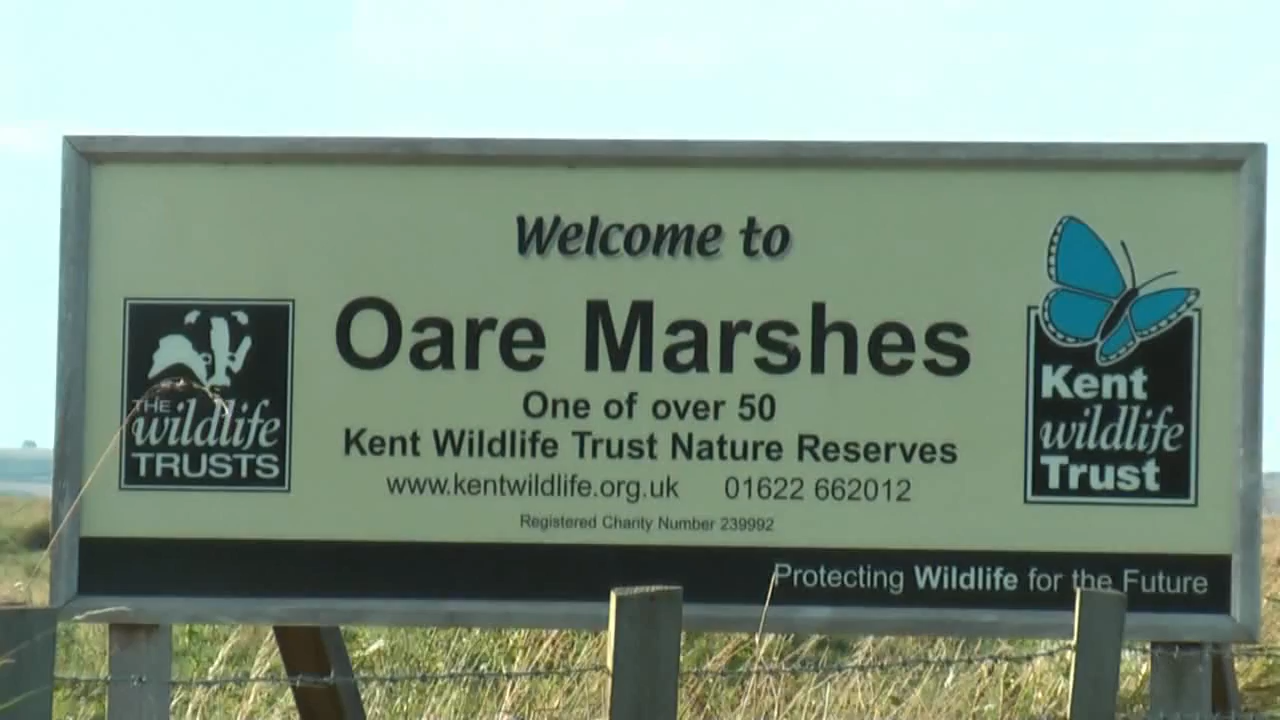 Welcome to
Oare Marshes
One of over 50
Kent Wildlife Trust Nature Reserves
www.kentwildlife.org.uk 01622 662012
Registered Charity Number 239992
THE
wildlife
TRUSTS
Kent
wildlife
Trust
Protecting Wildlife for the Future